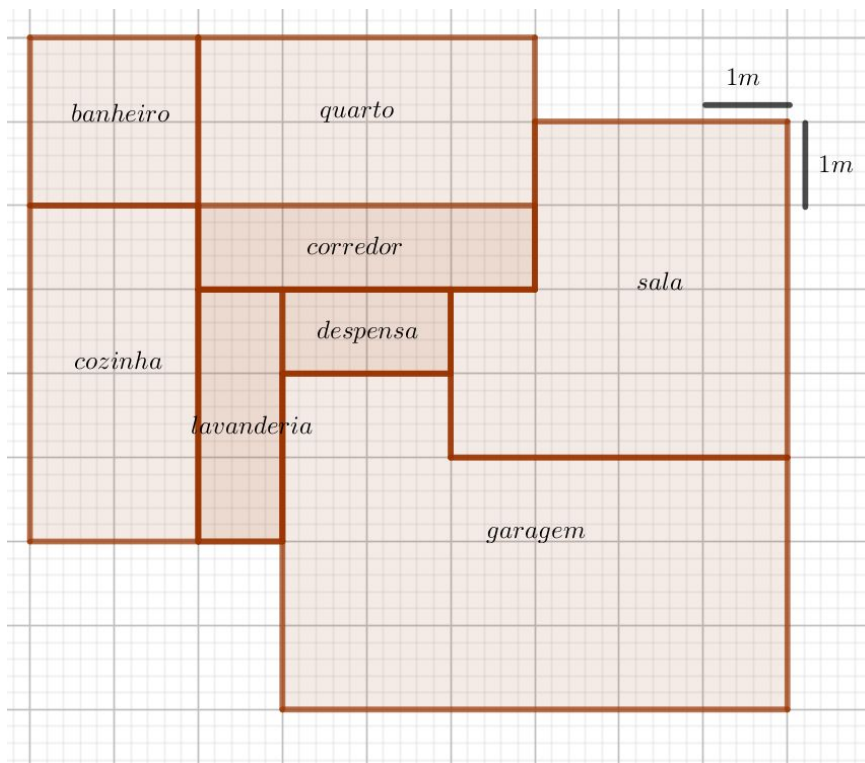 1m
banheiro
quarto
1m
corredor
sala
despensa
cozinha
lavanderia
garagem